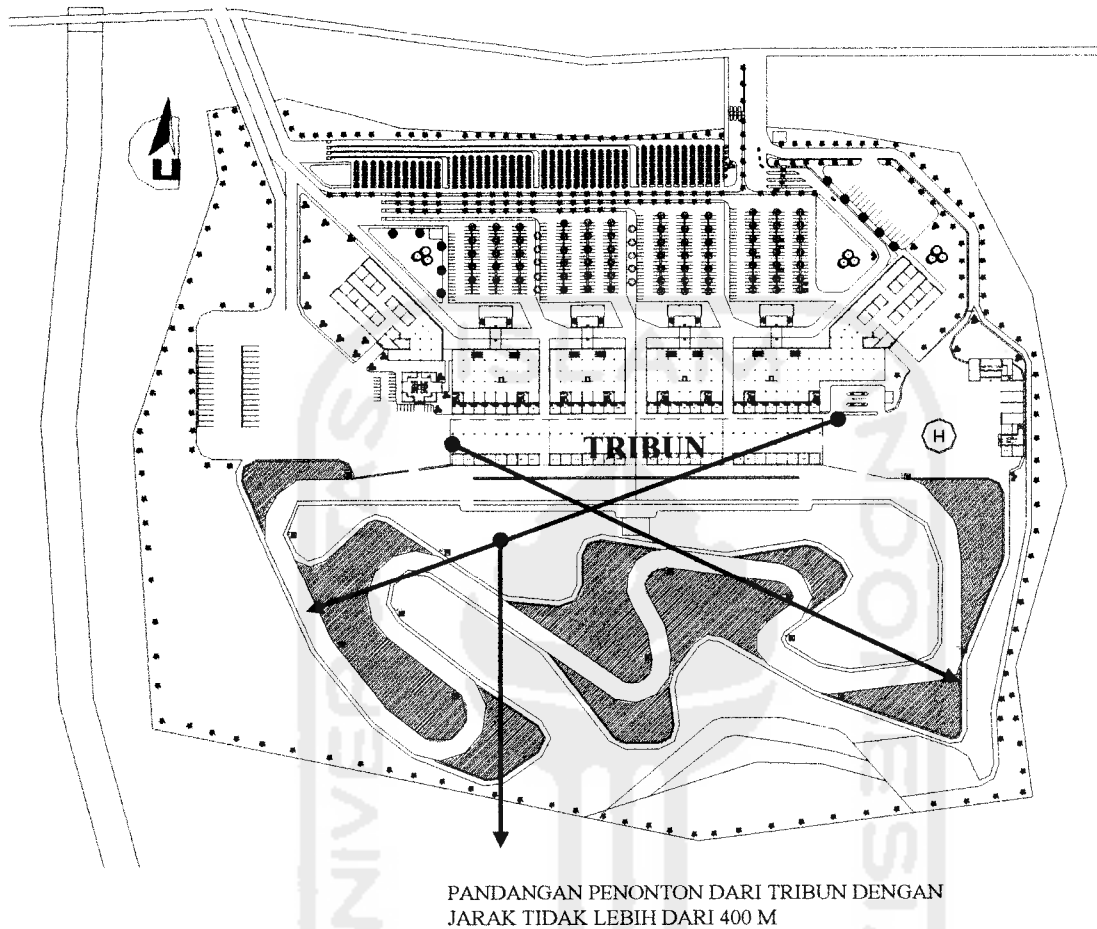 TRIBUN
H
PANDANGAN PENONTON DARI TRIBUN DENGAN
JARAK TIDAK LEBIH DARI 400 M